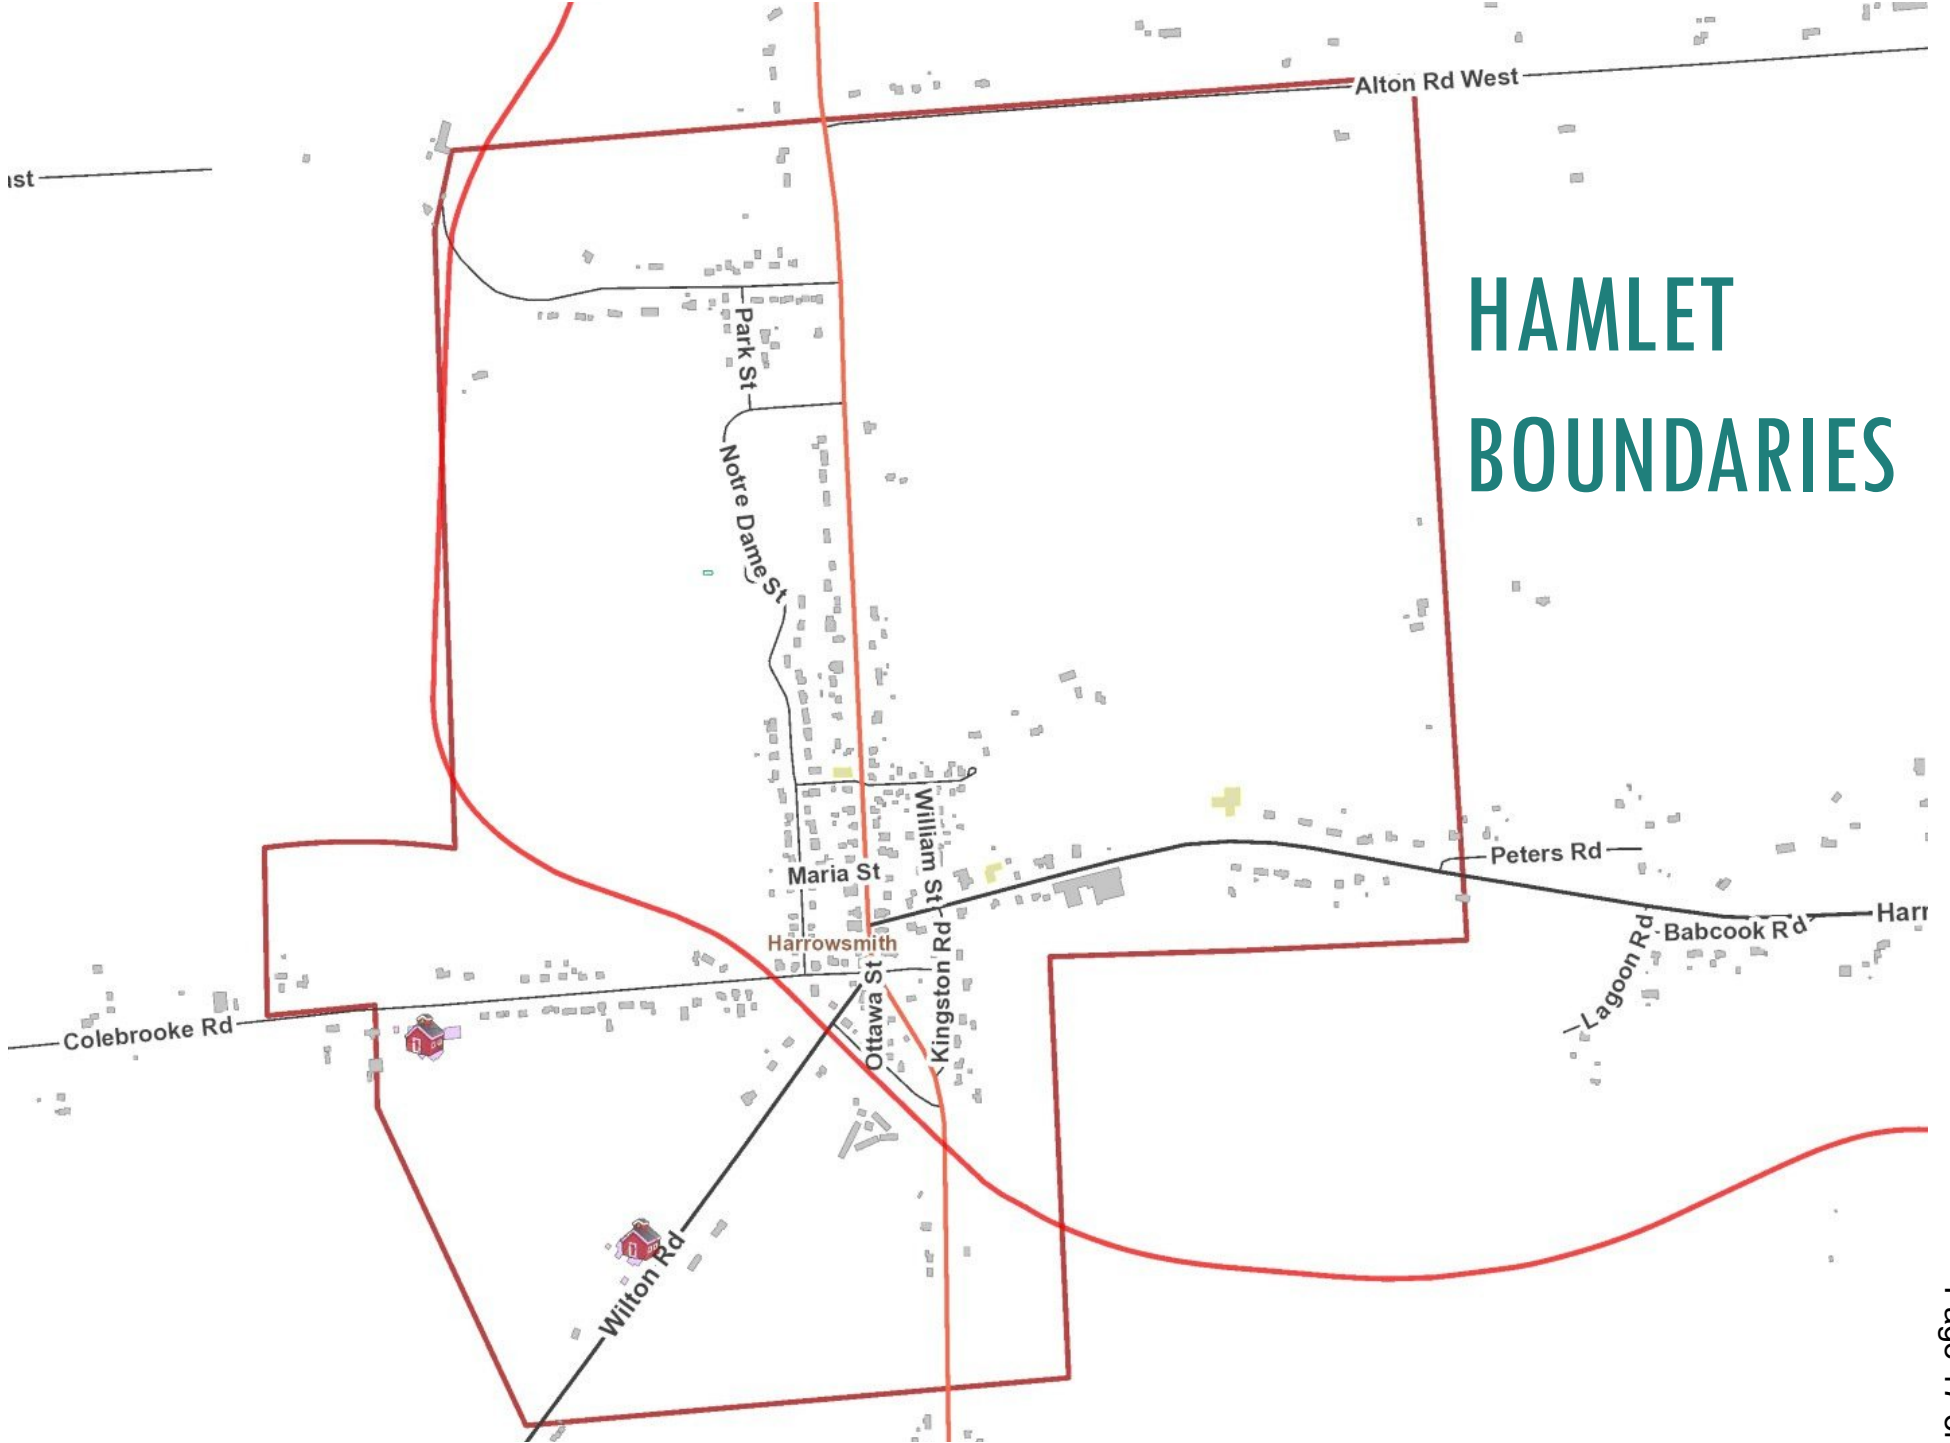 Alton Rd West
HAMLET
BOUNDARIES
Park St
Notre Dame St
William St
Maria St
Peters Rd
Harrowsmith
Babcook Rd
Lagoon Rd
Kingston Rd
Ottawa St
Colebrooke Rd
Wilton Rd